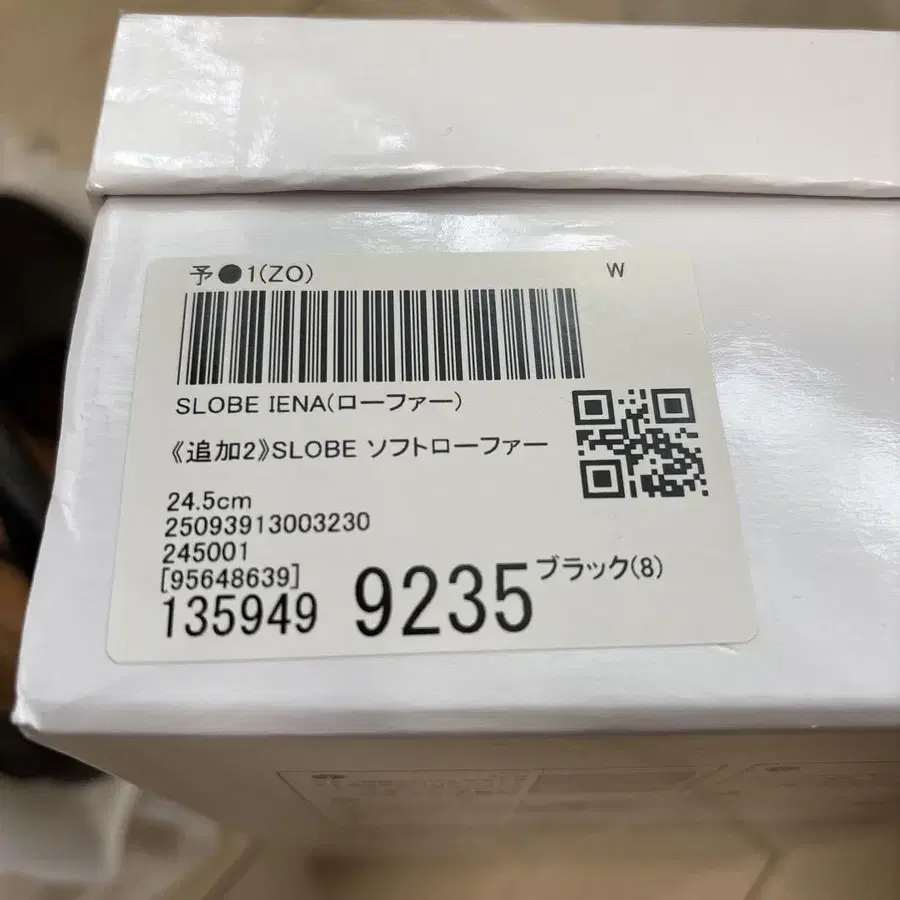 予●1(ZO) W
SLOBE IENA(ローファー)
《追加2》SLOBE ソフトローファー
24.5cm
25093913003230
245001
[95648639]
135949 9235 ブラック(8)